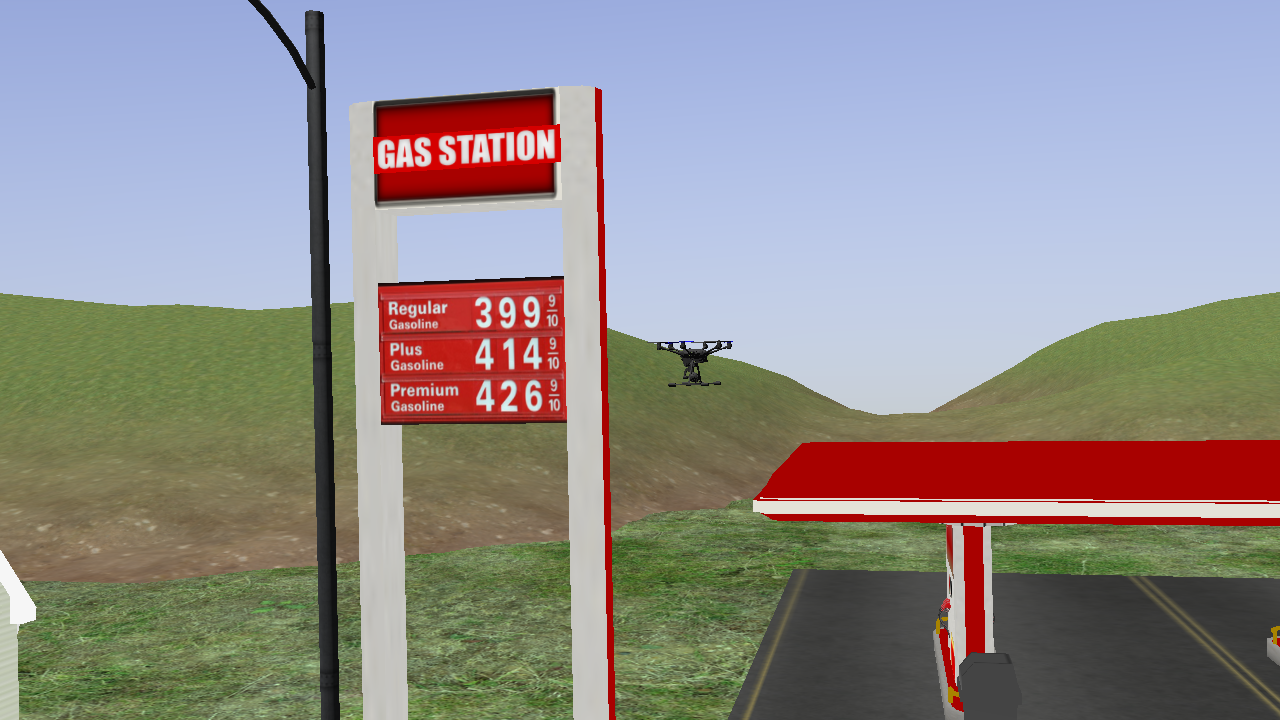 GAS STATION
Regular 399 9/10
Gasoline
Plus 414 9/10
Gasoline
Premium 426 9/10
Gasoline